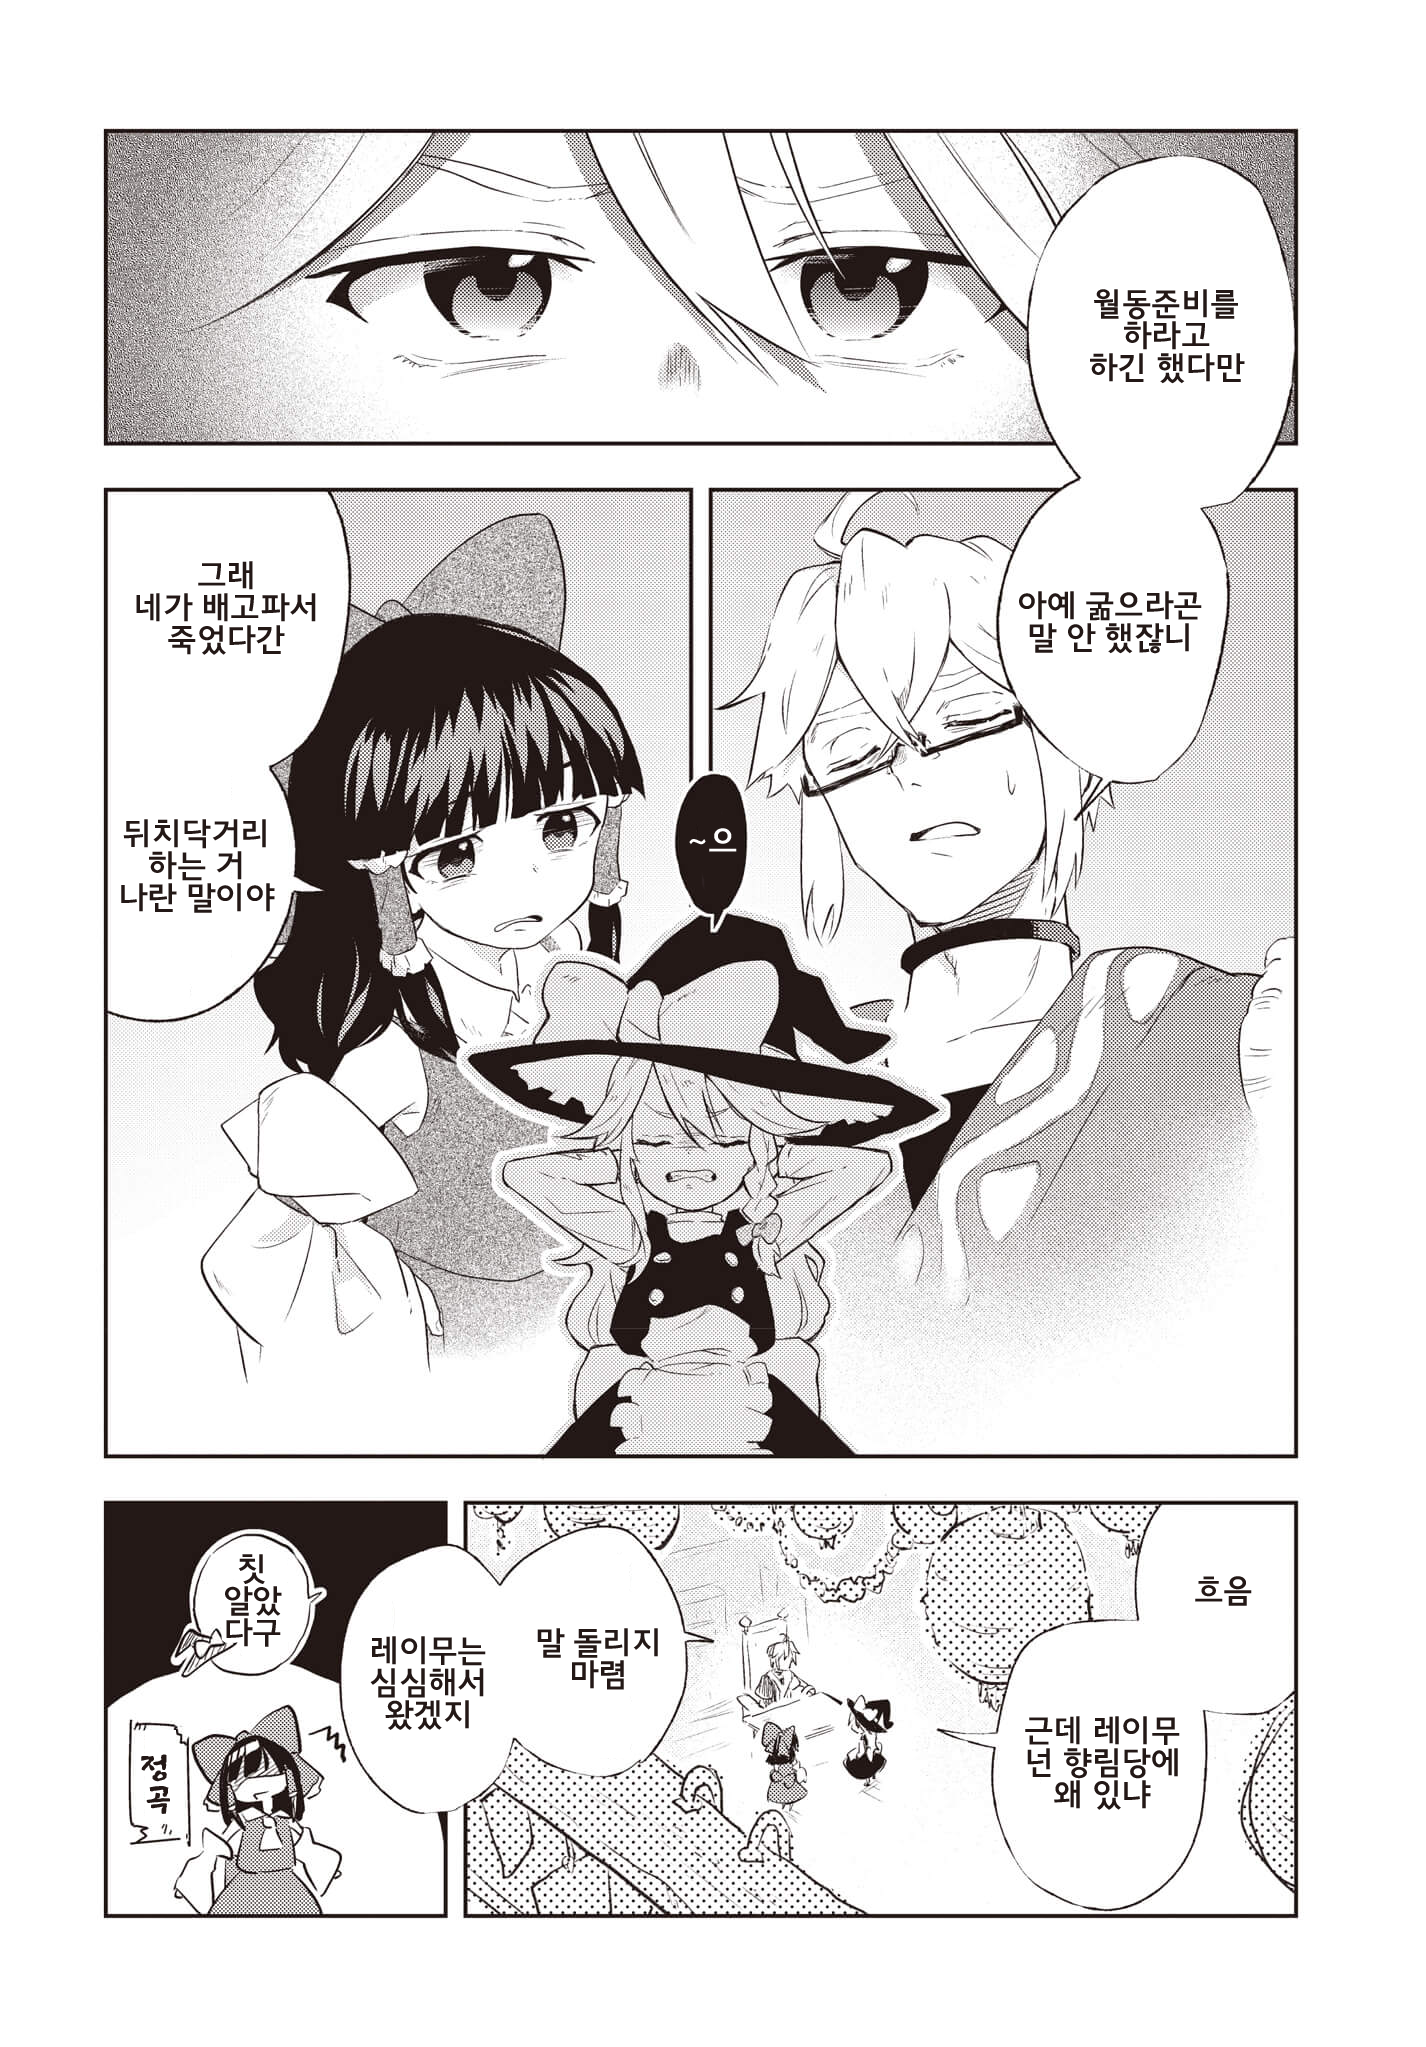 월동준비를
하라고
하긴 했다만
아예 굶으라곤
말 안 했잖니
그래
네가 배고파서
죽었다간
뒤치닥거리
하는 거
나란 말이야
~으
흐음
근데 레이무
넌 향림당에
왜 있냐
말 돌리지
마렴
레이무는
심심해서
왔겠지
칫
알았
다구
정
곡